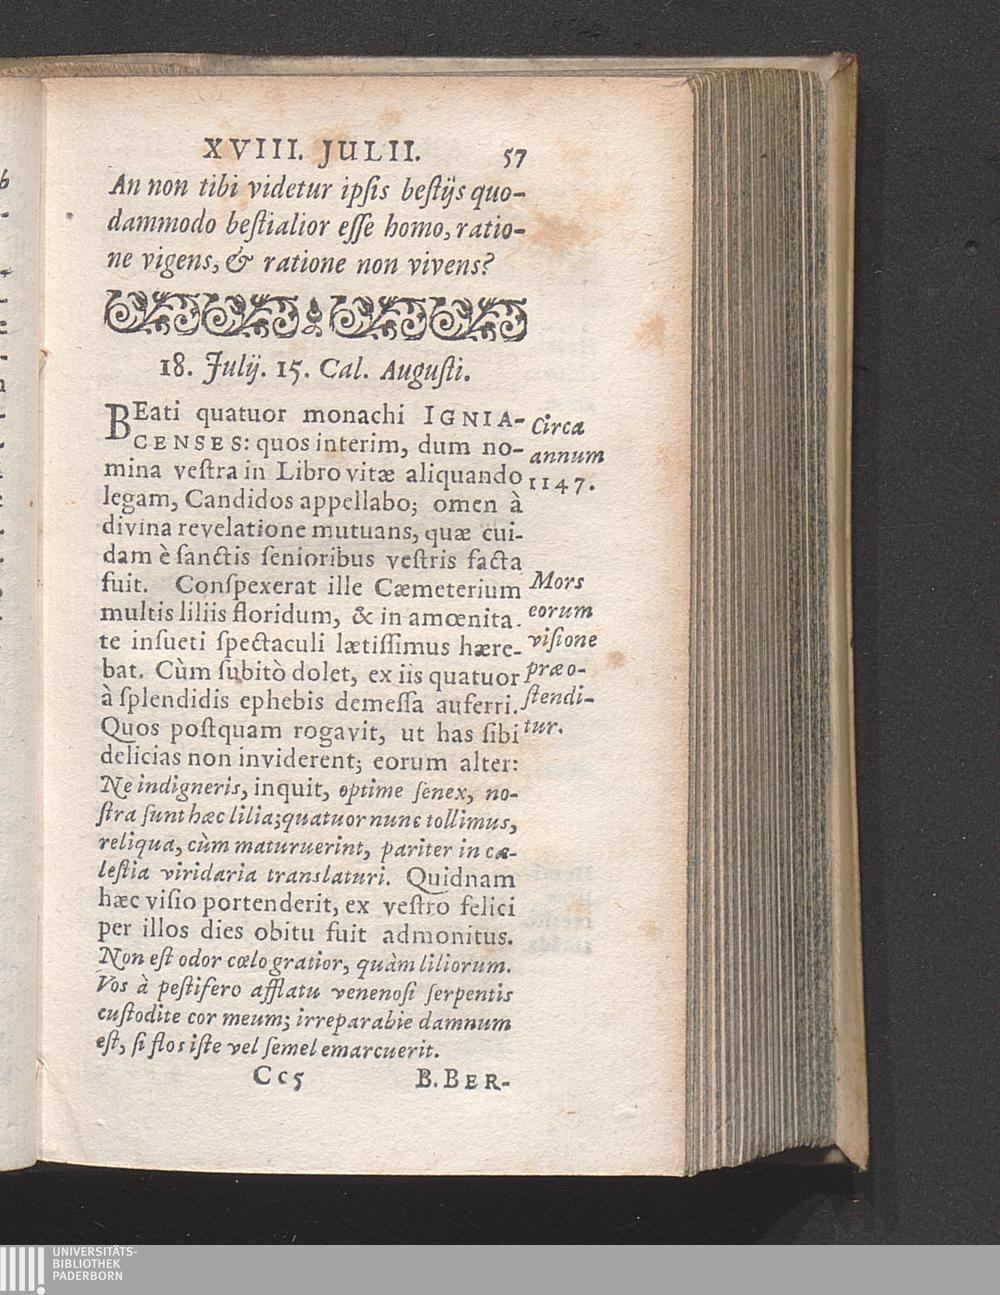 XVIII. JULII. 57
An non tibi videtur ipſis beſtijs quo-
dammodo beſtialior eſſe homo, ratio-
ne vigens, & ratione non vivens?
18. Julij. 15. Cal. Auguſti.
BEati quatuor monachi IGNIA-
CENSES: quos interim, dum no-
mina veſtra in Libro vitæ aliquando
legam, Candidos appellabo; omen à
divina revelatione mutuans, quæ cui-
dam è ſanctis ſenioribus veſtris facta
fuit. Conſpexerat ille Cæmeterium
multis liliis floridum, & in amœnita-
te inſueti ſpectaculi lætiſſimus hære-
bat. Cùm ſubitò dolet, ex iis quatuor
à ſplendidis ephebis demeſſa auferri.
Quos poſtquam rogavit, ut has ſibi
delicias non inviderent; eorum alter:
Ne indigneris, inquit, optime ſenex, no-
ſtra ſunt hæc lilia; quatuor nunc tollimus,
reliqua, cùm maturuerint, pariter in cæ-
leſtia viridaria translaturi. Quidnam
hæc viſio portenderit, ex veſtro felici
per illos dies obitu fuit admonitus.
Non eſt odor cœlo gratior, quàm liliorum.
Vos à peſtifero afflatu venenoſi ſerpentis
cuſtodite cor meum; irreparabie damnum
eſt, ſi flos iſte vel ſemel emarcuerit.
Circa
annum
1147.
Mors
eorum
viſione
præo-
ſtendi-
tur.
Cc5 B. BER-
UNIVERSITÄTS-
BIBLIOTHEK
PADERBORN